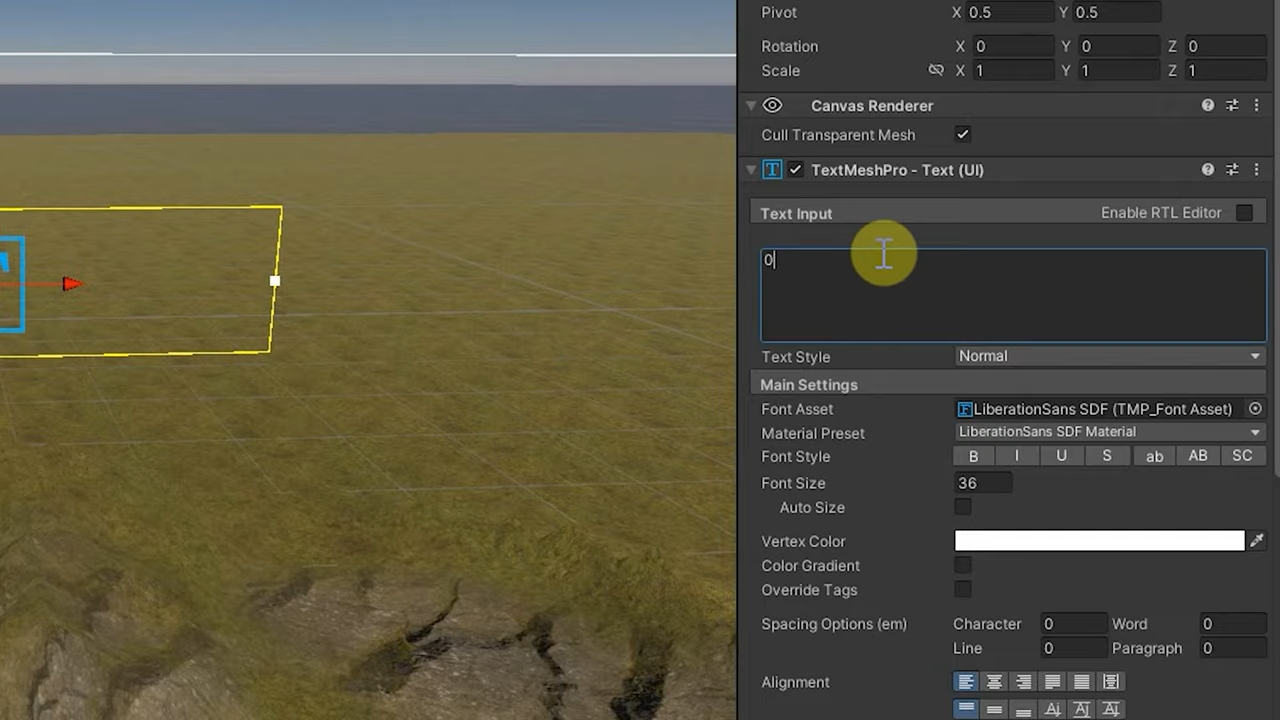 Pivot X 0.5 Y 0.5
Rotation X 0 Y 0 Z 0
Scale X 1 Y 1 Z 1
Canvas Renderer
Cull Transparent Mesh
TextMeshPro - Text (UI)
Text Input Enable RTL Editor
0
Text Style Normal
Main Settings
Font Asset LiberationSans SDF (TMP_Font Asset)
Material Preset LiberationSans SDF Material
Font Style B I U S ab AB SC
Font Size 36
Auto Size
Vertex Color
Color Gradient
Override Tags
Spacing Options (em) Character 0 Word 0
Line 0 Paragraph 0
Alignment